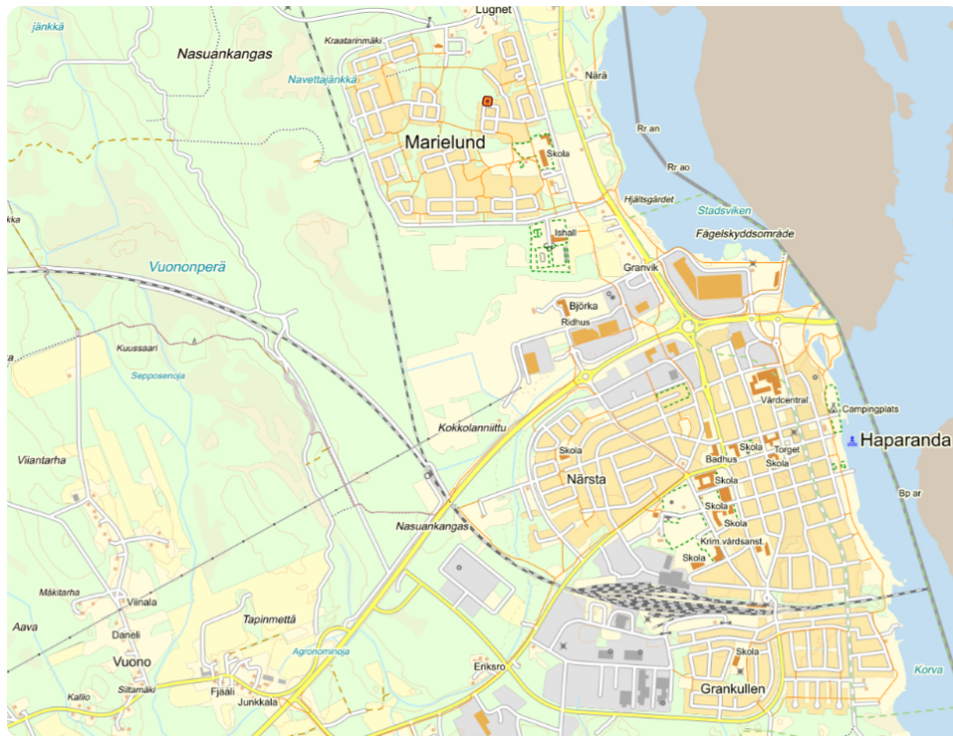 Lugnet
jänkkä
Kraatarinmäki
Nasuankangas
Navettajänkkä
Närä
Rr an
Marielund
Skola
Rr ao
Hjältsgärdet
Stadsviken
kka
Ishall
Fågelskyddsområde
Vuononperä
Granvik
Björka
Ridhus
Kuussaari
Sepposenoja
Vårdcentral
Campingplats
Kokkolanniittu
Haparanda
Viiantarha
Skola
Skola
Torget
Badhus
Skola
Närsta
Skola
Bp ar
Skola
Nasuankangas
Skola
Krim.vårdsanst.
Skola
Mäkitarha
Viinala
Aava
Tapinmettä
Daneli
Agronominoja
Skola
Vuono
Eriksro
Korva
Kallio
Siltamäki
Fjääli
Grankullen
Junkkala